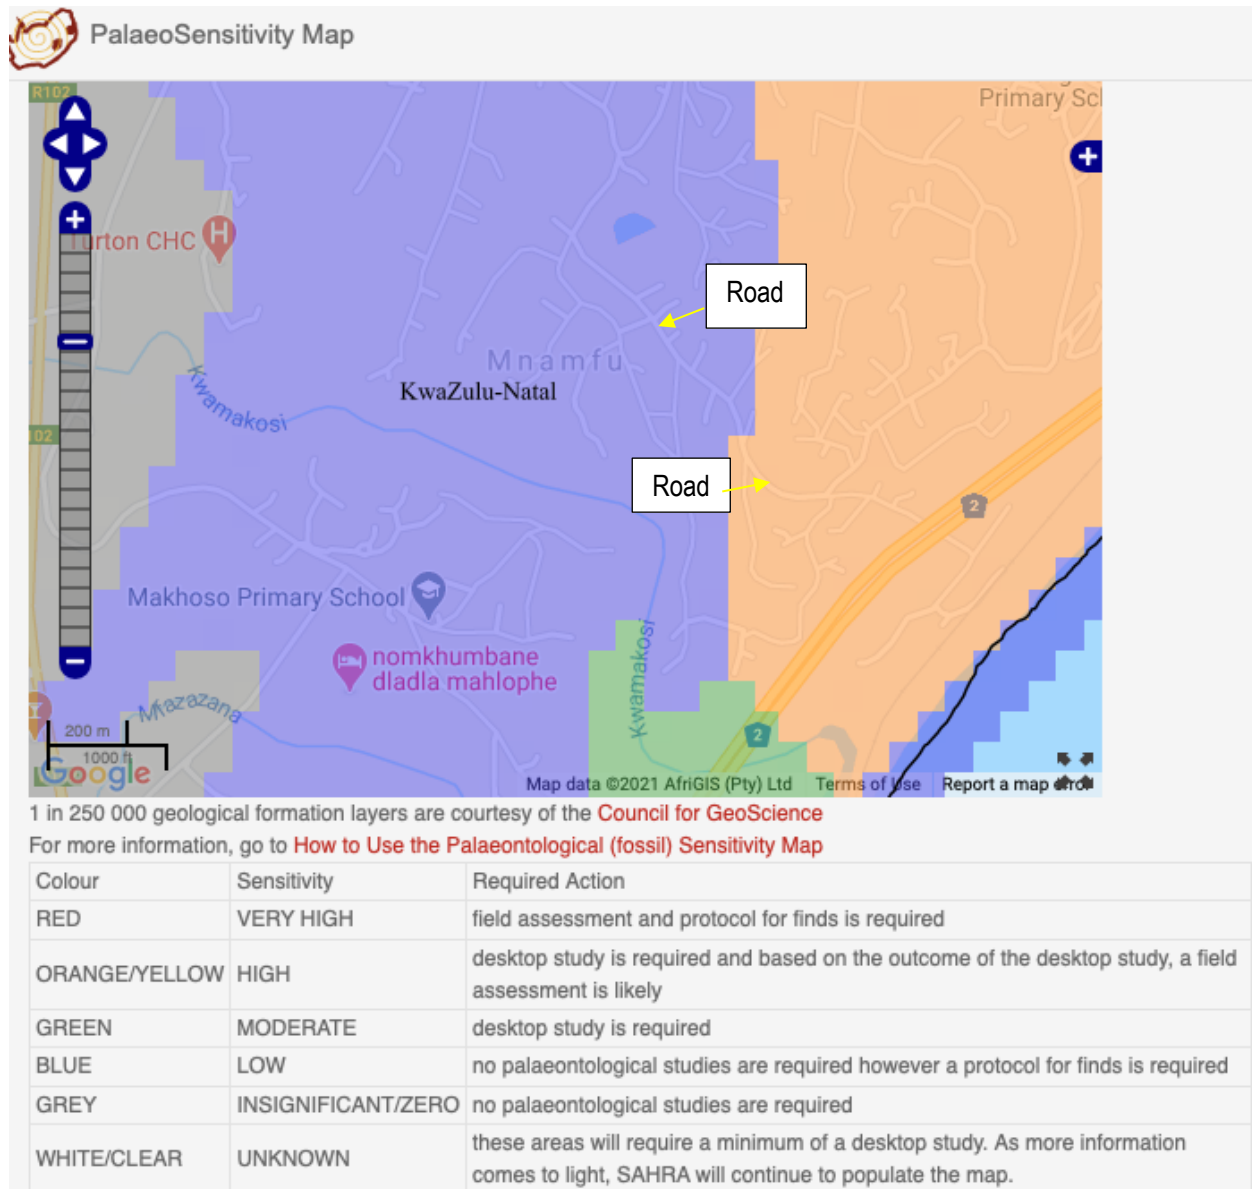 PalaeoSensitivity Map
R102
Primary Scl
Turton CHC
H
Road
Mnamfu
KwaZulu-Natal
Kwamakosi
102
Road
2
Makhoso Primary School
nomkhumbane
dladla mahlophe
Kwamakosi
Mfazazana
2
200 m
1000 ft
Google
Map data ©2021 AfriGIS (Pty) Ltd Terms of Use Report a map error
1 in 250 000 geological formation layers are courtesy of the Council for GeoScience
For more information, go to How to Use the Palaeontological (fossil) Sensitivity Map
Colour Sensitivity Required Action
RED VERY HIGH field assessment and protocol for finds is required
ORANGE/YELLOW HIGH desktop study is required and based on the outcome of the desktop study, a field
assessment is likely
GREEN MODERATE desktop study is required
BLUE LOW no palaeontological studies are required however a protocol for finds is required
GREY INSIGNIFICANT/ZERO no palaeontological studies are required
WHITE/CLEAR UNKNOWN these areas will require a minimum of a desktop study. As more information
comes to light, SAHRA will continue to populate the map.